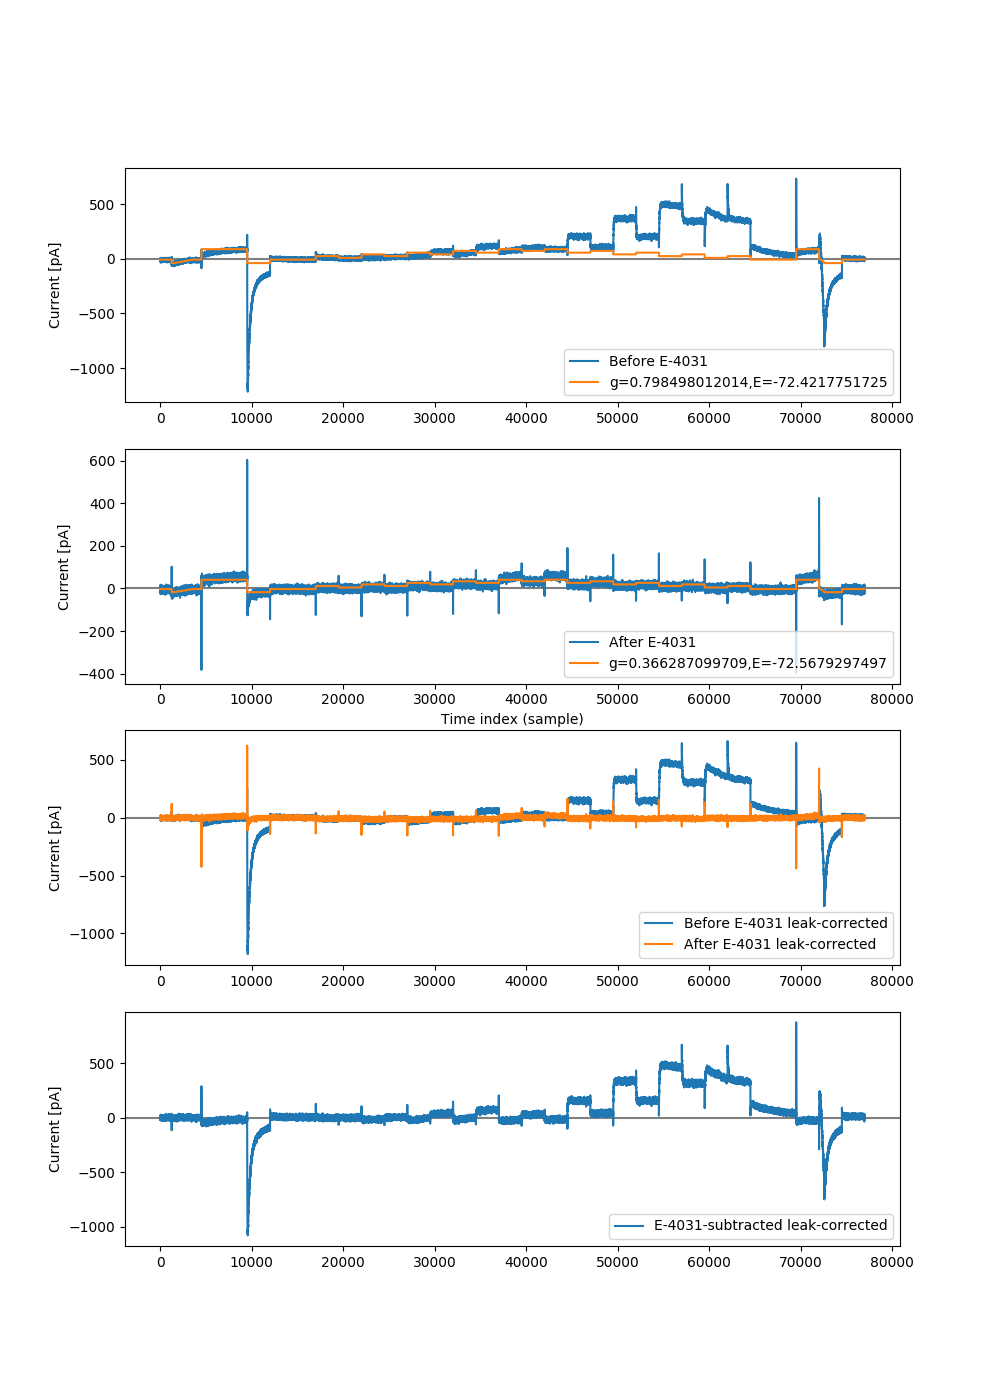 500
0
−500
−1000
Current [pA]
Before E-4031
g=0.798498012014,E=-72.4217751725
0 10000 20000 30000 40000 50000 60000 70000 80000
600
400
200
0
−200
−400
Current [pA]
After E-4031
g=0.366287099709,E=-72.5679297497
0 10000 20000 30000 40000 50000 60000 70000 80000
Time index (sample)
500
0
−500
−1000
Current [pA]
Before E-4031 leak-corrected
After E-4031 leak-corrected
0 10000 20000 30000 40000 50000 60000 70000 80000
500
0
−500
−1000
Current [pA]
E-4031-subtracted leak-corrected
0 10000 20000 30000 40000 50000 60000 70000 80000